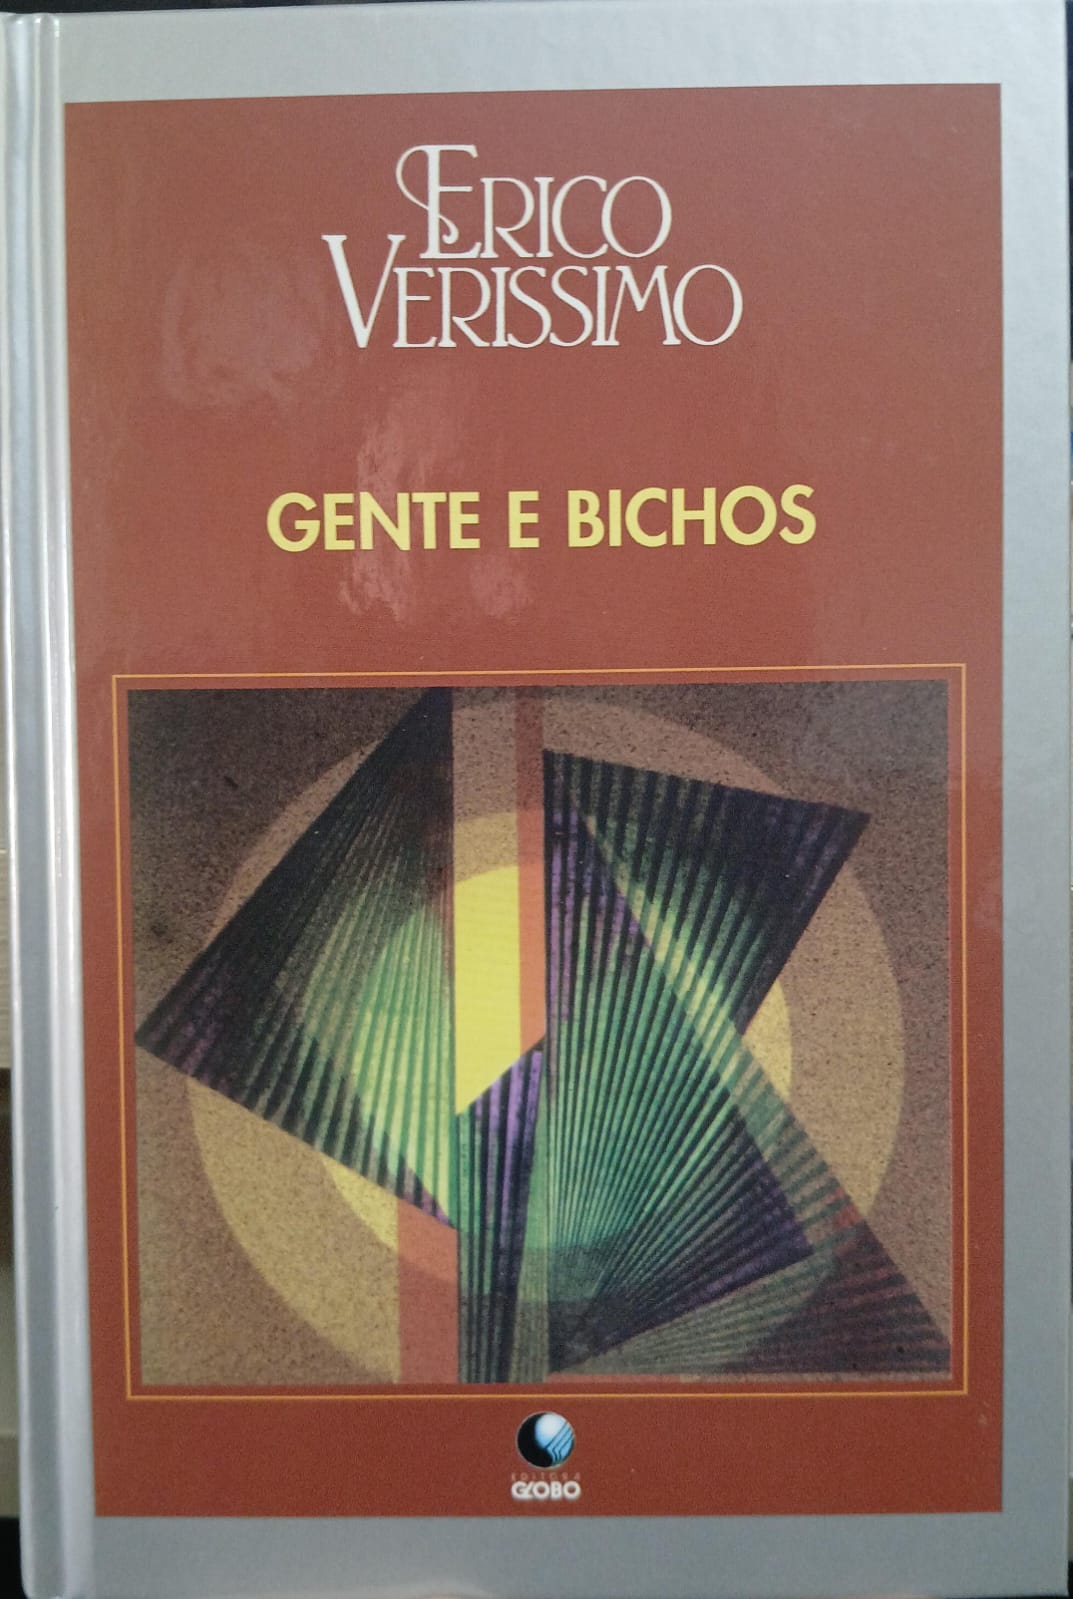 ERICO
VERISSIMO
GENTE E BICHOS
EDITORA
GLOBO